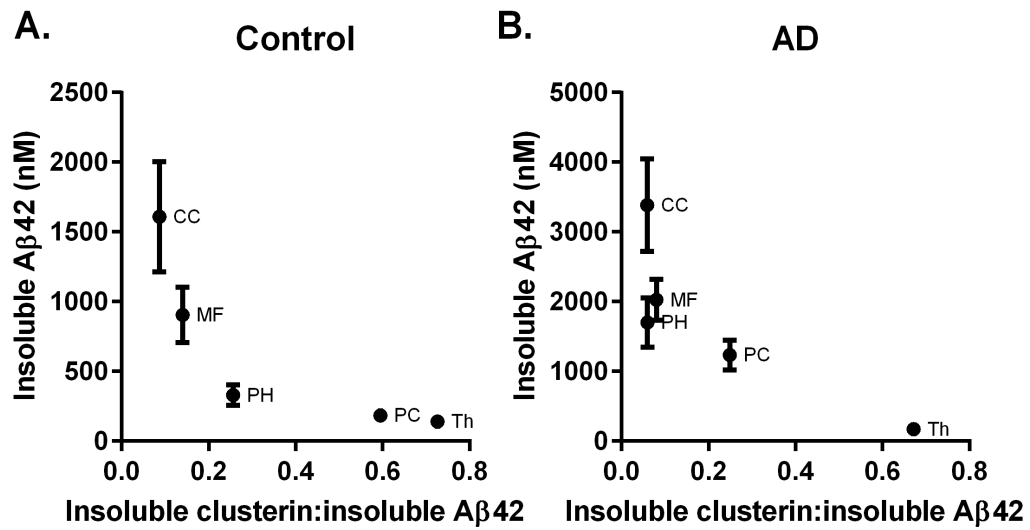 A.
Control
Insoluble Aβ42 (nM)
2500
2000
1500
1000
500
0
CC
MF
PH
PC
Th
0.0 0.2 0.4 0.6 0.8
Insoluble clusterin:insoluble Aβ42
B.
AD
Insoluble Aβ42 (nM)
5000
4000
3000
2000
1000
0
CC
MF
PH
PC
Th
0.0 0.2 0.4 0.6 0.8
Insoluble clusterin:insoluble Aβ42